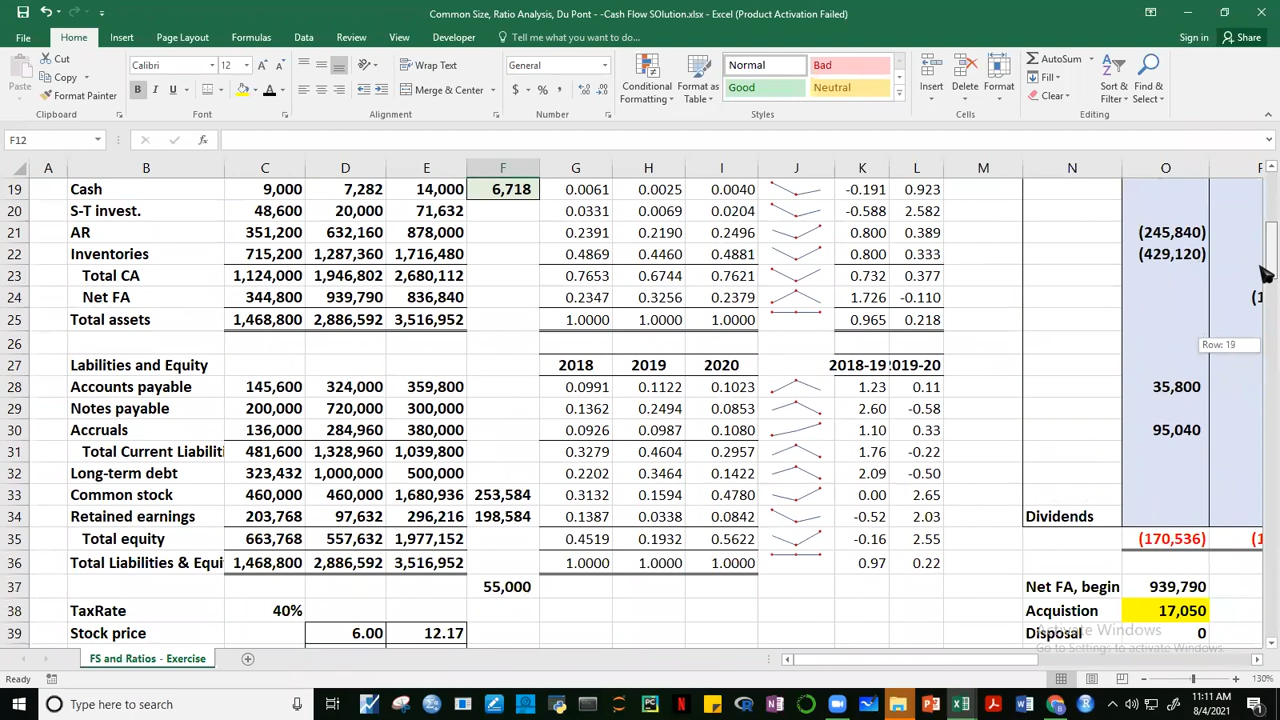 Common Size, Ratio Analysis, Du Pont - -Cash Flow SOlution.xlsx - Excel (Product Activation Failed)
File Home Insert Page Layout Formulas Data Review View Developer Tell me what you want to do... Sign in Share
Cut
Copy
Format Painter
Paste
Clipboard
Calibri 12
B I U
Font
Wrap Text
Merge & Center
Alignment
General
$ % ,
Number
Conditional Formatting
Format as Table
Normal Bad
Good Neutral
Styles
Insert Delete Format
Cells
AutoSum
Fill
Clear
Sort & Filter
Find & Select
Editing
F12
A B C D E F G H I J K L M N O
19 Cash 9,000 7,282 14,000 6,718 0.0061 0.0025 0.0040 -0.191 0.923
20 S-T invest. 48,600 20,000 71,632 0.0331 0.0069 0.0204 -0.588 2.582
21 AR 351,200 632,160 878,000 0.2391 0.2190 0.2496 0.800 0.389 (245,840)
22 Inventories 715,200 1,287,360 1,716,480 0.4869 0.4460 0.4881 0.800 0.333 (429,120)
23 Total CA 1,124,000 1,946,802 2,680,112 0.7653 0.6744 0.7621 0.732 0.377
24 Net FA 344,800 939,790 836,840 0.2347 0.3256 0.2379 1.726 -0.110 (1
25 Total assets 1,468,800 2,886,592 3,516,952 1.0000 1.0000 1.0000 0.965 0.218
26
Row: 19
27 Labilities and Equity 2018 2019 2020 2018-19 2019-20
28 Accounts payable 145,600 324,000 359,800 0.0991 0.1122 0.1023 1.23 0.11 35,800
29 Notes payable 200,000 720,000 300,000 0.1362 0.2494 0.0853 2.60 -0.58
30 Accruals 136,000 284,960 380,000 0.0926 0.0987 0.1080 1.10 0.33 95,040
31 Total Current Liabiliti 481,600 1,328,960 1,039,800 0.3279 0.4604 0.2957 1.76 -0.22
32 Long-term debt 323,432 1,000,000 500,000 0.2202 0.3464 0.1422 2.09 -0.50
33 Common stock 460,000 460,000 1,680,936 253,584 0.3132 0.1594 0.4780 0.00 2.65
34 Retained earnings 203,768 97,632 296,216 198,584 0.1387 0.0338 0.0842 -0.52 2.03 Dividends
35 Total equity 663,768 557,632 1,977,152 0.4519 0.1932 0.5622 -0.16 2.55 (170,536) (1
36 Total Liabilities & Equi 1,468,800 2,886,592 3,516,952 1.0000 1.0000 1.0000 0.97 0.22
37 55,000 Net FA, begin 939,790
38 TaxRate 40% Acquistion 17,050
39 Stock price 6.00 12.17 Disposal 0
Activate Windows
Go to Settings to activate Windows.
FS and Ratios - Exercise
Ready 130%
Type here to search
11:11 AM
8/4/2021